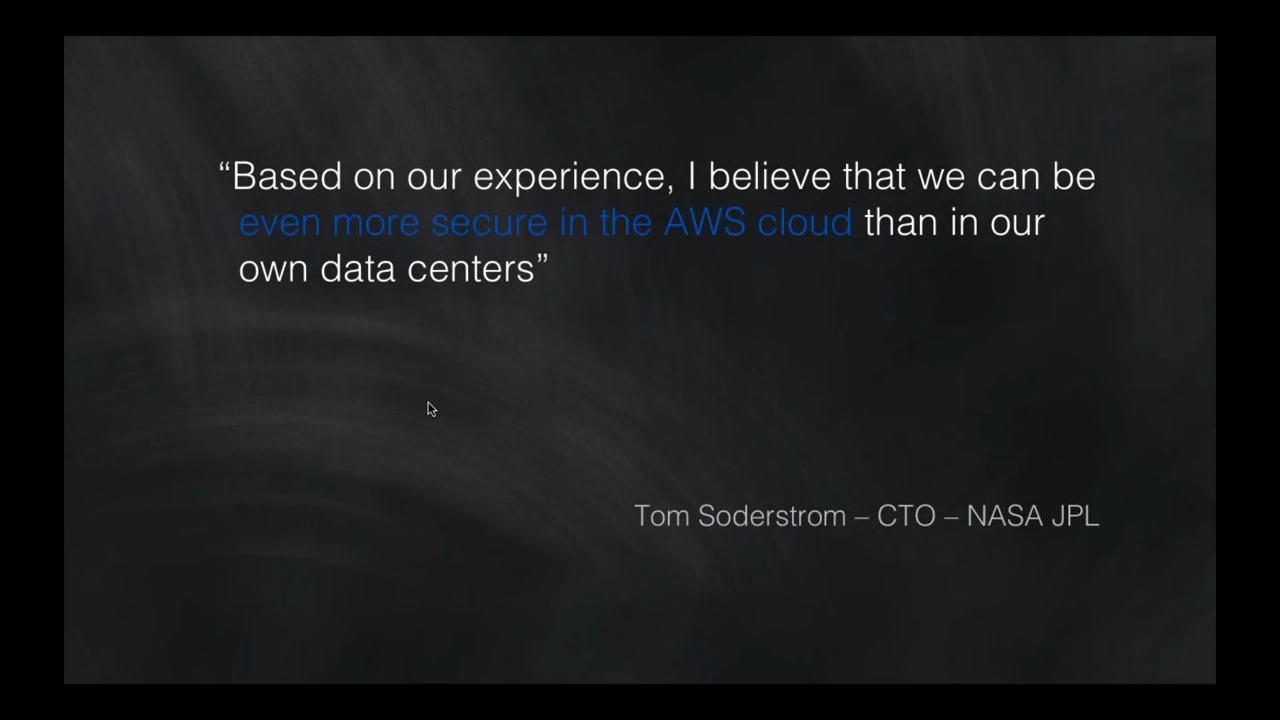 “Based on our experience, I believe that we can be
even more secure in the AWS cloud than in our
own data centers”
Tom Soderstrom – CTO – NASA JPL